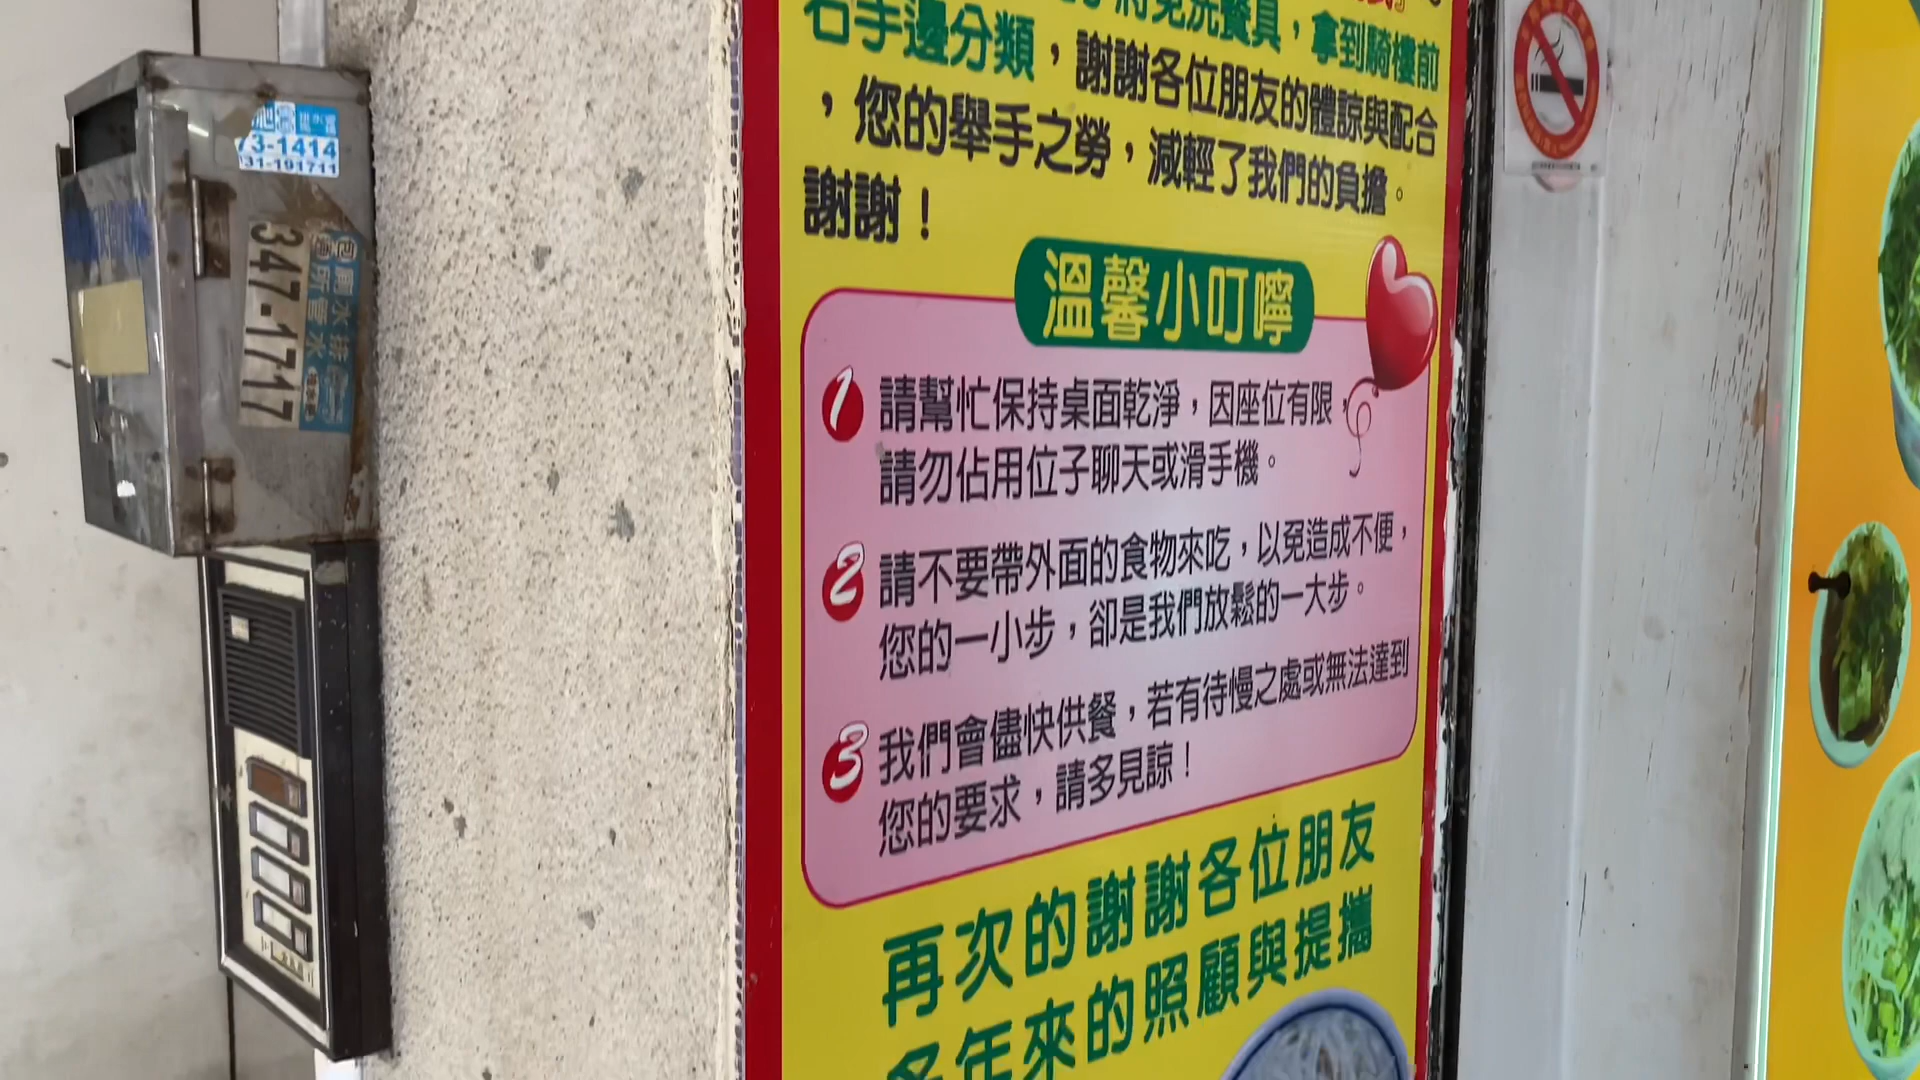 將免洗餐具，拿到騎樓前
右手邊分類，謝謝各位朋友的體諒與配合
，您的舉手之勞，減輕了我們的負擔。
謝謝！
溫馨小叮嚀
1 請幫忙保持桌面乾淨，因座位有限，
請勿佔用位子聊天或滑手機。
2 請不要帶外面的食物來吃，以免造成不便，
您的一小步，卻是我們放鬆的一大步。
3 我們會儘快供餐，若有待慢之處或無法達到
您的要求，請多見諒！
再次的謝謝各位朋友
多年來的照顧與提攜
73-1414
31-191711
347-1717